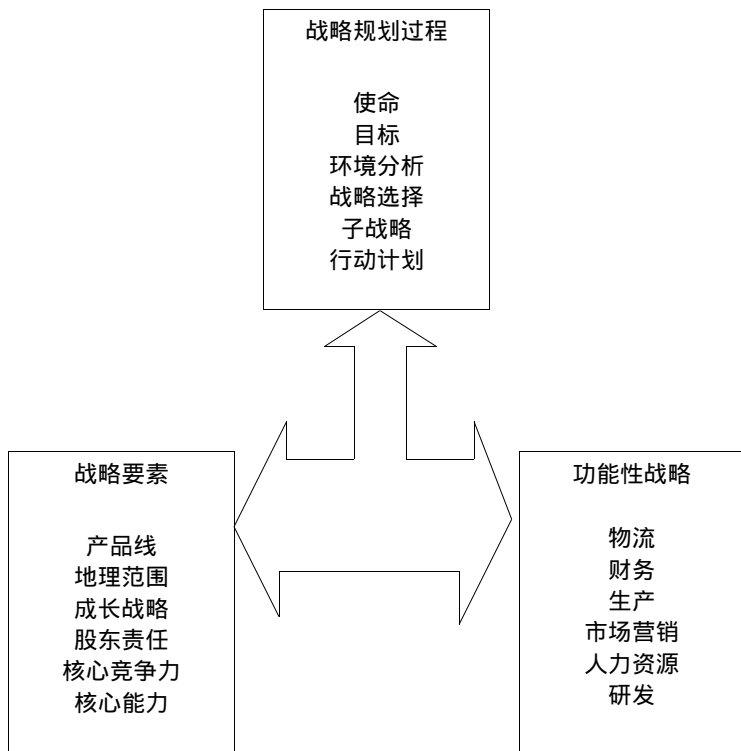 战略规划过程
使命
目标
环境分析
战略选择
子战略
行动计划
战略要素
产品线
地理范围
成长战略
股东责任
核心竞争力
核心能力
功能性战略
物流
财务
生产
市场营销
人力资源
研发